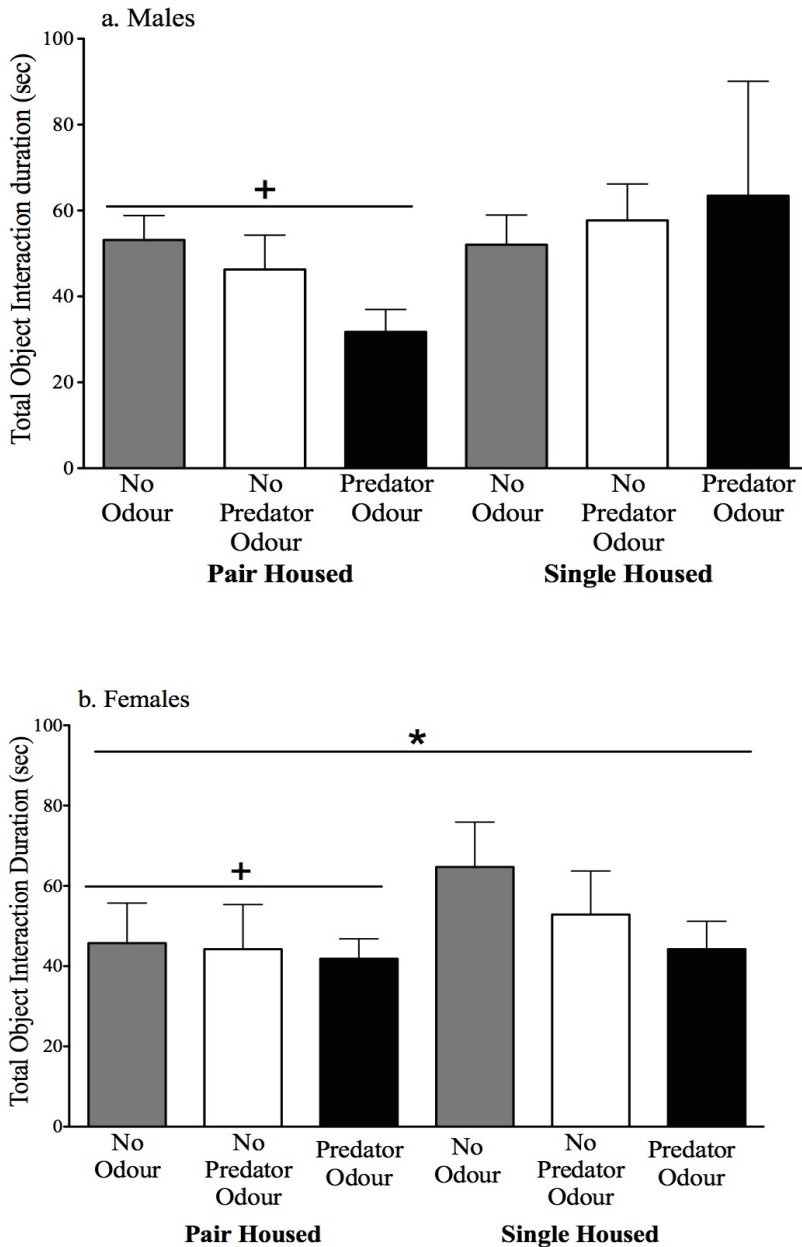 a. Males
Total Object Interaction duration (sec)
100
80
60
40
20
0
+
No Odour
No Predator Odour
Predator Odour
No Odour
No Predator Odour
Predator Odour
Pair Housed
Single Housed
b. Females
Total Object Interaction Duration (sec)
100
80
60
40
20
0
*
+
No Odour
No Predator Odour
Predator Odour
No Odour
No Predator Odour
Predator Odour
Pair Housed
Single Housed